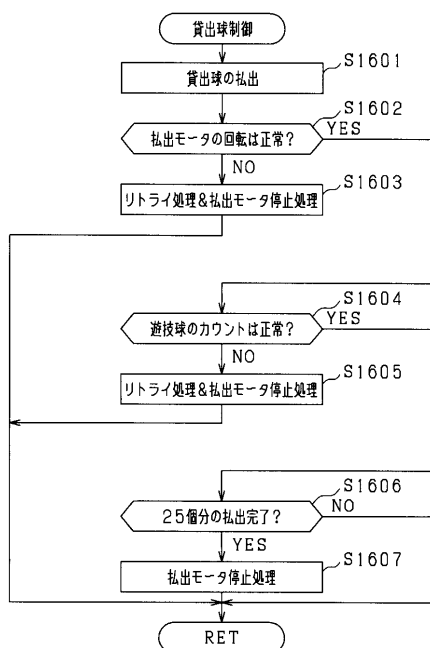 貸出球制御
貸出球の払出
S1601
払出モータの回転は正常?
S1602
YES
NO
リトライ処理&払出モータ停止処理
S1603
遊技球のカウントは正常?
S1604
YES
NO
リトライ処理&払出モータ停止処理
S1605
25個分の払出完了?
S1606
NO
YES
払出モータ停止処理
S1607
RET